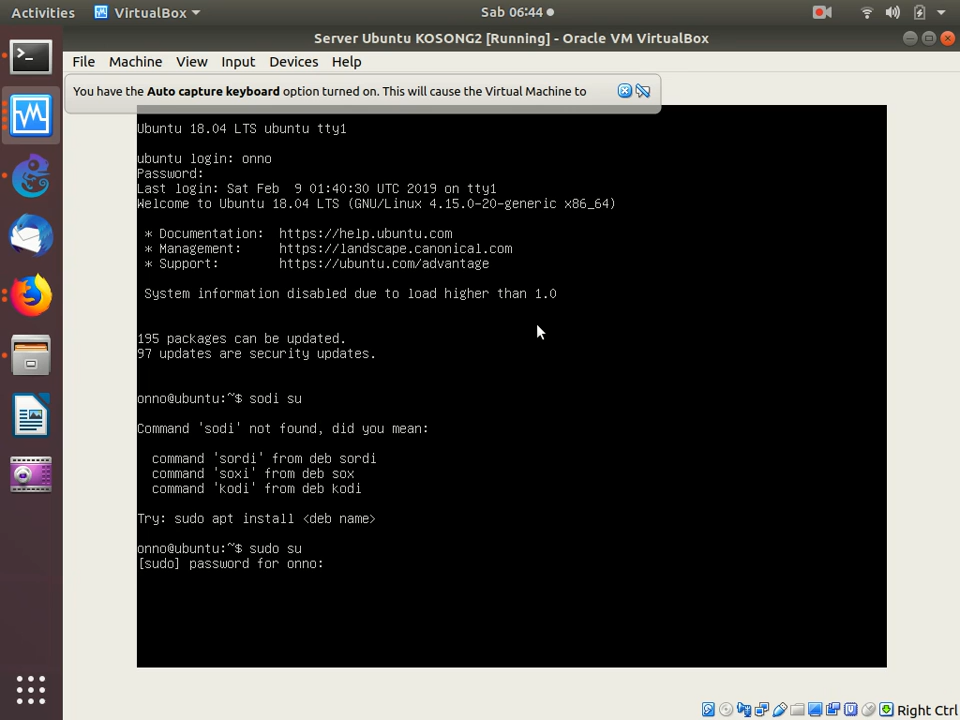 Activities VirtualBox Sab 06:44
Server Ubuntu KOSONG2 [Running] - Oracle VM VirtualBox
File Machine View Input Devices Help
You have the Auto capture keyboard option turned on. This will cause the Virtual Machine to
Ubuntu 18.04 LTS ubuntu tty1
ubuntu login: onno
Password:
Last login: Sat Feb  9 01:40:30 UTC 2019 on tty1
Welcome to Ubuntu 18.04 LTS (GNU/Linux 4.15.0-20-generic x86_64)
* Documentation:  https://help.ubuntu.com
* Management:     https://landscape.canonical.com
* Support:        https://ubuntu.com/advantage
System information disabled due to load higher than 1.0
195 packages can be updated.
97 updates are security updates.
onno@ubuntu:~$ sodi su
Command 'sodi' not found, did you mean:
command 'sordi' from deb sordi
command 'soxi' from deb sox
command 'kodi' from deb kodi
Try: sudo apt install <deb name>
onno@ubuntu:~$ sudo su
[sudo] password for onno:
Right Ctrl